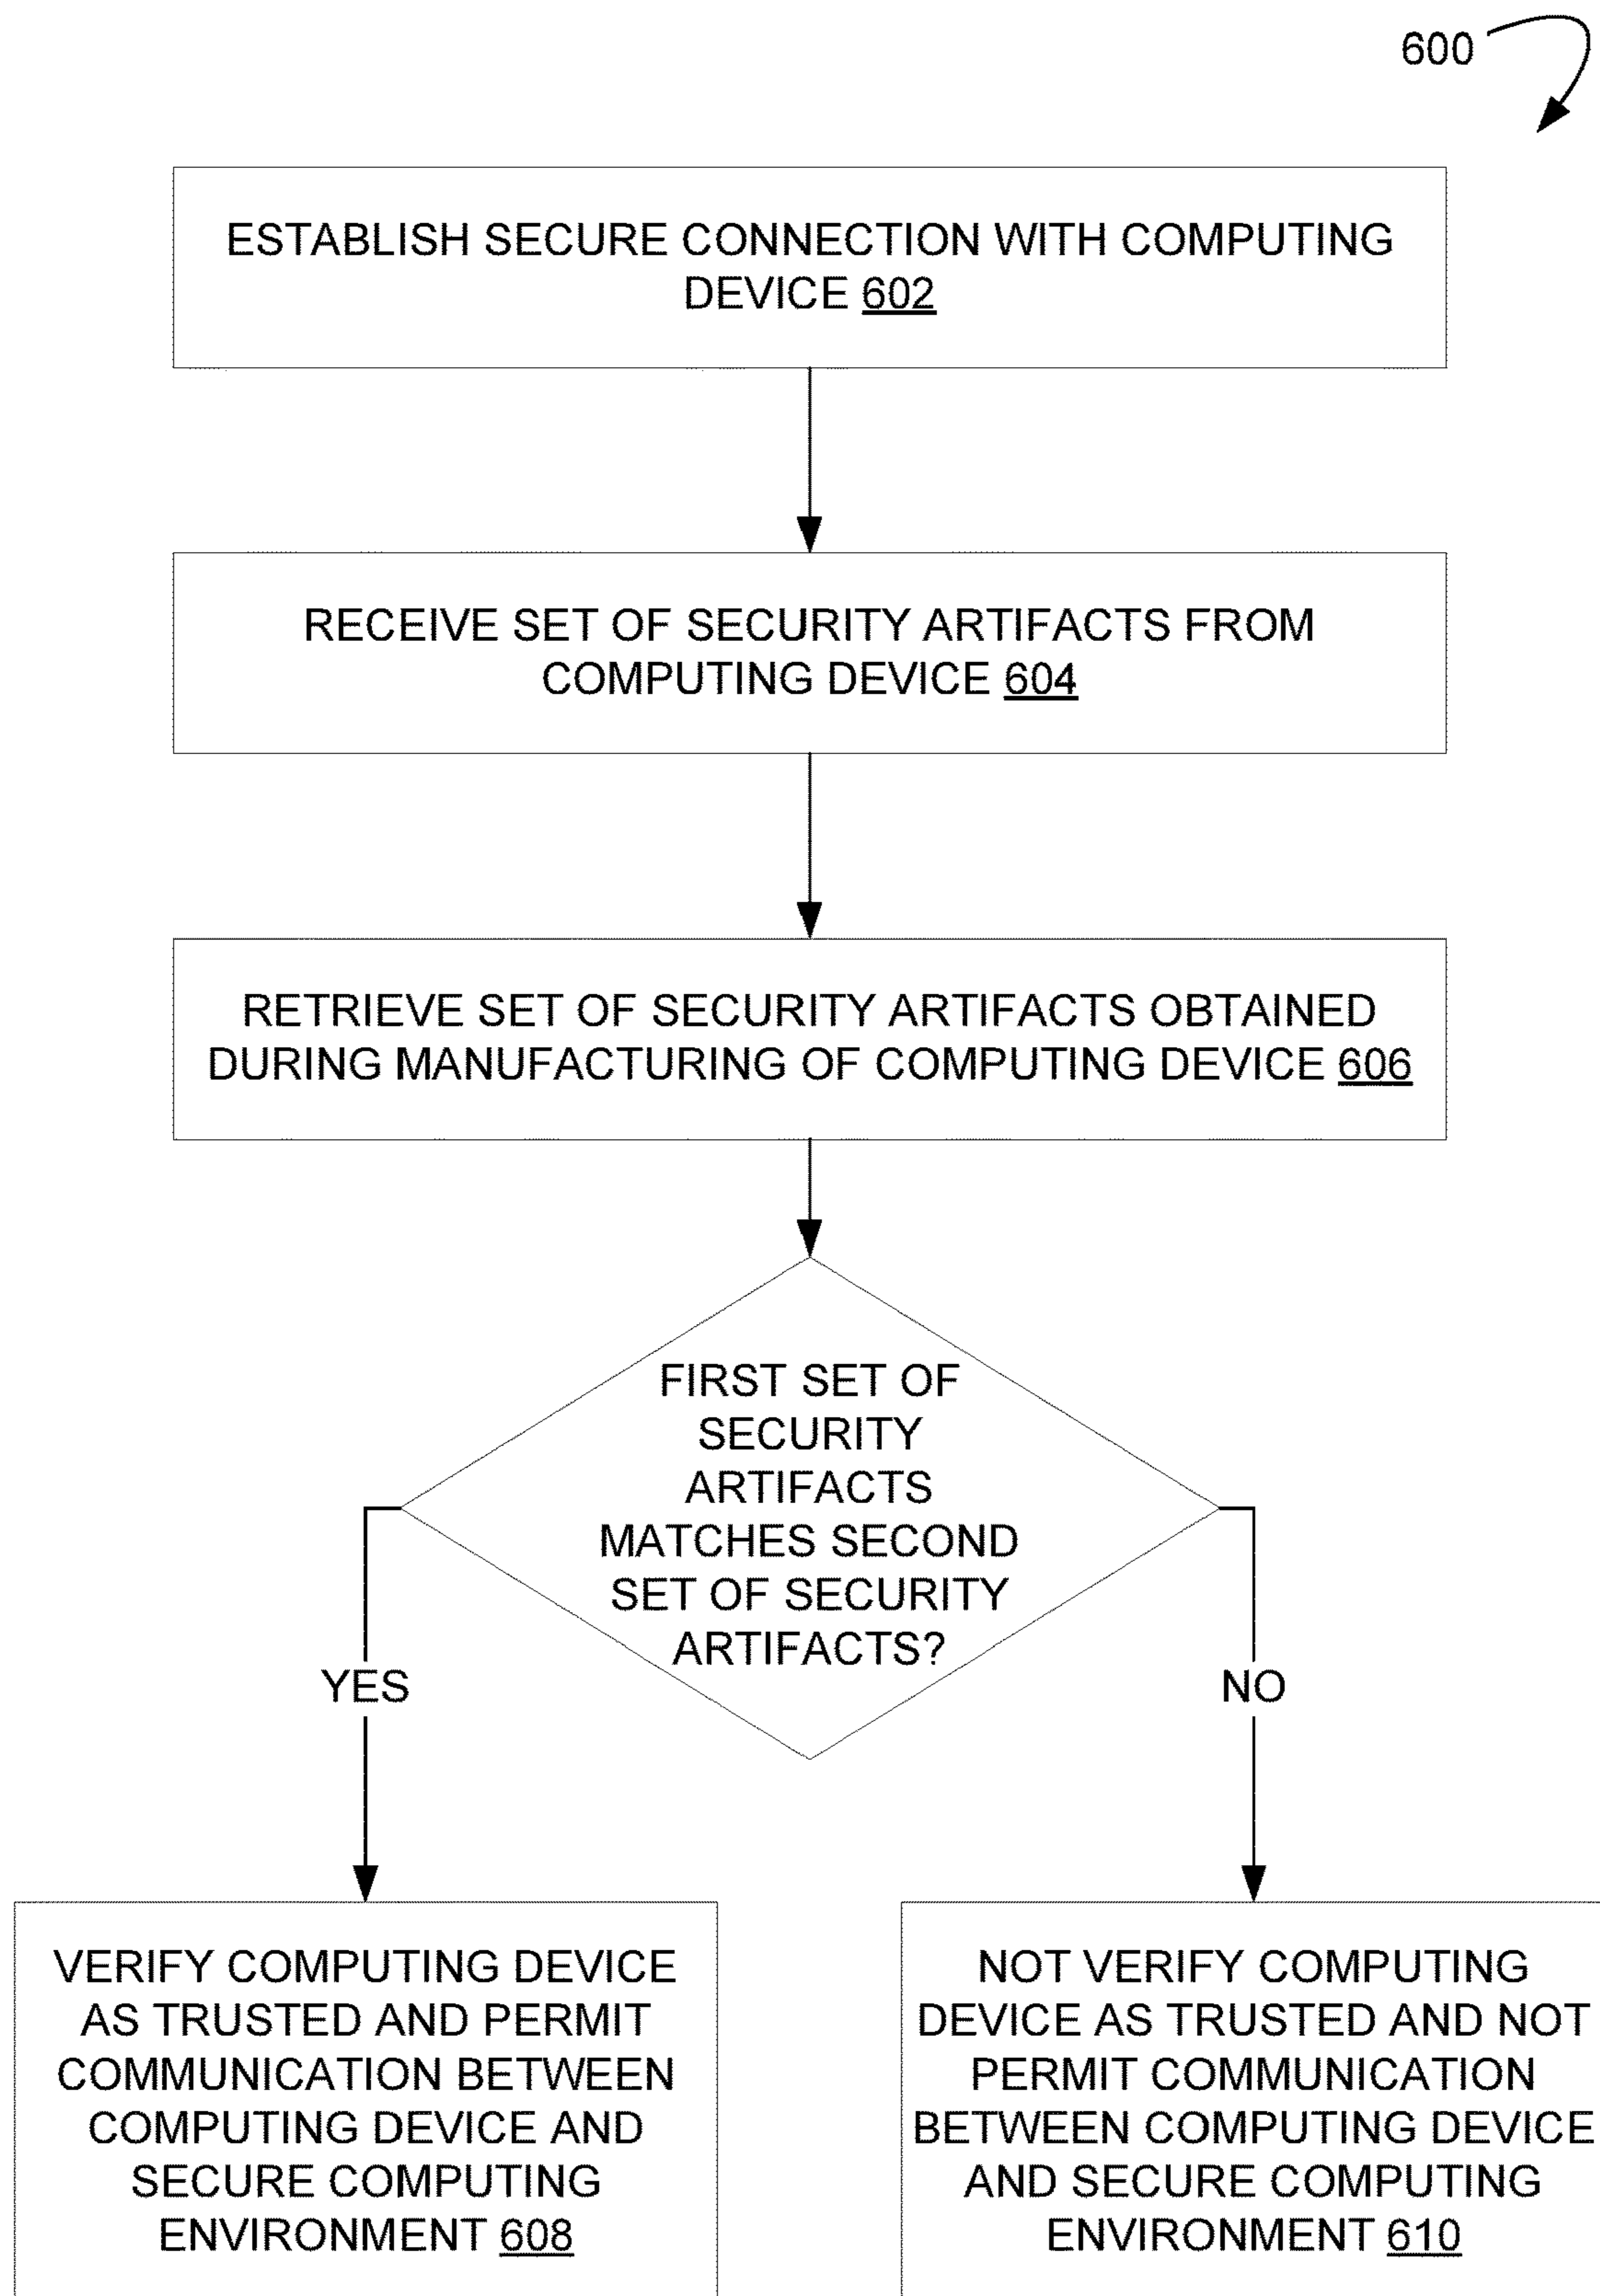 600
ESTABLISH SECURE CONNECTION WITH COMPUTING
DEVICE 602
RECEIVE SET OF SECURITY ARTIFACTS FROM
COMPUTING DEVICE 604
RETRIEVE SET OF SECURITY ARTIFACTS OBTAINED
DURING MANUFACTURING OF COMPUTING DEVICE 606
FIRST SET OF
SECURITY
ARTIFACTS
MATCHES SECOND
SET OF SECURITY
ARTIFACTS?
YES
NO
VERIFY COMPUTING DEVICE
AS TRUSTED AND PERMIT
COMMUNICATION BETWEEN
COMPUTING DEVICE AND
SECURE COMPUTING
ENVIRONMENT 608
NOT VERIFY COMPUTING
DEVICE AS TRUSTED AND NOT
PERMIT COMMUNICATION
BETWEEN COMPUTING DEVICE
AND SECURE COMPUTING
ENVIRONMENT 610